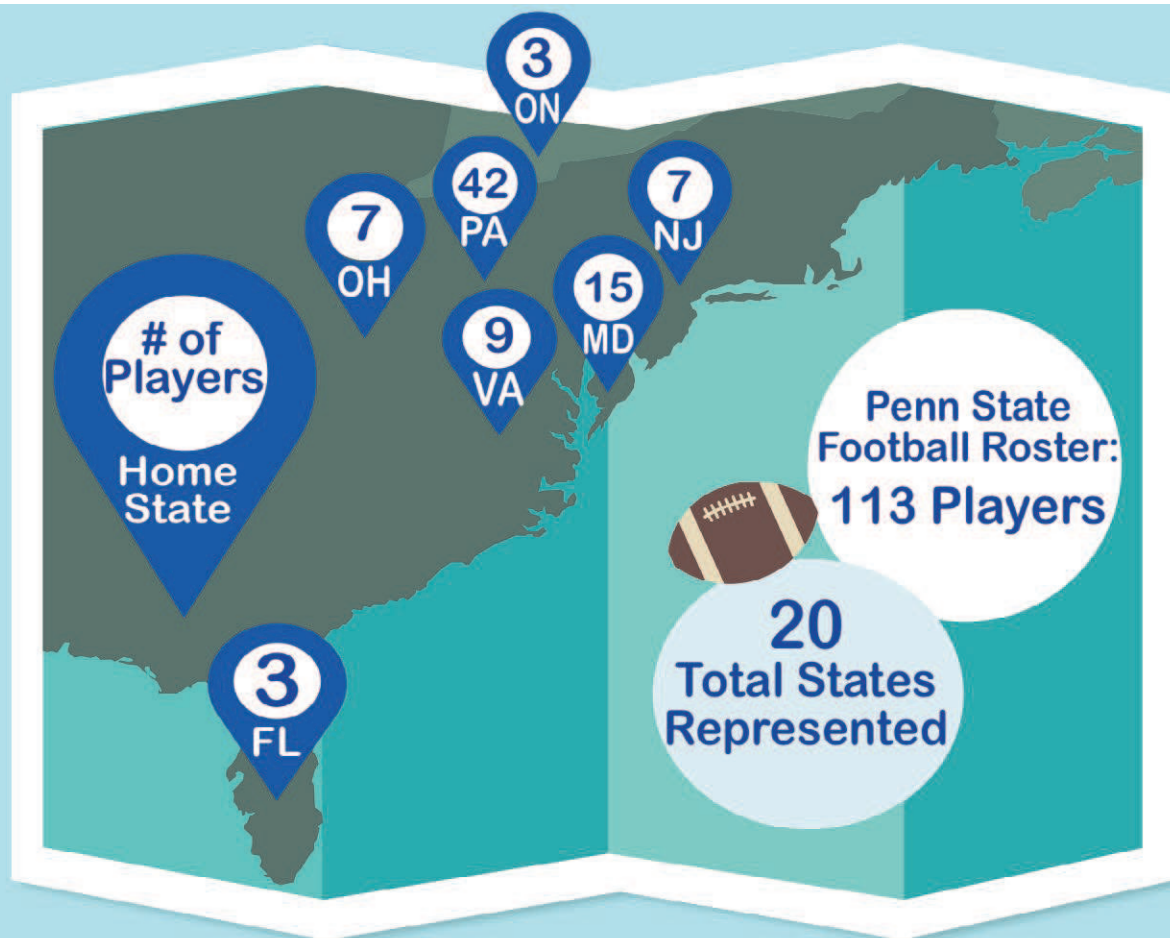 3
ON
42
PA
7
NJ
7
OH
15
MD
9
VA
# of
Players
Home
State
Penn State
Football Roster:
113 Players
20
Total States
Represented
3
FL